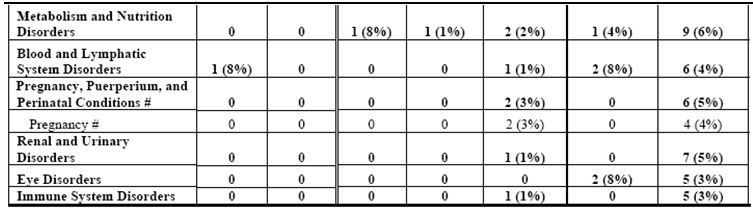 Metabolism and Nutrition
Disorders 0 0 1 (8%) 1 (1%) 2 (2%) 1 (4%) 9 (6%)
Blood and Lymphatic
System Disorders 1 (8%) 0 0 0 1 (1%) 2 (8%) 6 (4%)
Pregnancy, Puerperium, and
Perinatal Conditions # 0 0 0 0 2 (3%) 0 6 (5%)
Pregnancy # 0 0 0 0 2 (3%) 0 4 (4%)
Renal and Urinary
Disorders 0 0 0 0 1 (1%) 0 7 (5%)
Eye Disorders 0 0 0 0 0 2 (8%) 5 (3%)
Immune System Disorders 0 0 0 0 1 (1%) 0 5 (3%)